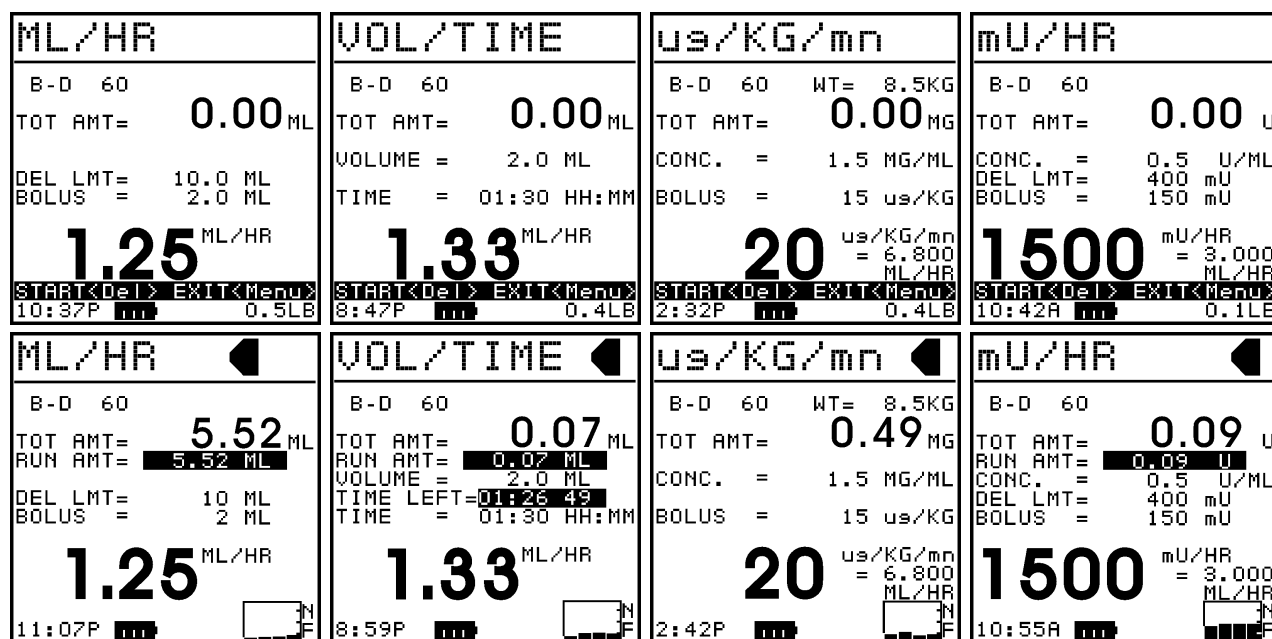 ML/HR
B-D 60
TOT AMT= 0.00 ML
DEL LMT= 10.0 ML
BOLUS = 2.0 ML
1.25 ML/HR
START<Del> EXIT<Menu>
10:37P 0.5LB
VOL/TIME
B-D 60
TOT AMT= 0.00 ML
VOLUME = 2.0 ML
TIME = 01:30 HH:MM
1.33 ML/HR
START<Del> EXIT<Menu>
8:47P 0.4LB
ug/KG/mn
B-D 60 WT= 8.5KG
TOT AMT= 0.00 MG
CONC. = 1.5 MG/ML
BOLUS = 15 ug/KG
20 ug/KG/mn
= 6.800
ML/HR
START<Del> EXIT<Menu>
2:32P 0.4LB
mU/HR
B-D 60
TOT AMT= 0.00 U
CONC. = 0.5 U/ML
DEL LMT= 400 mU
BOLUS = 150 mU
1500 mU/HR
= 3.000
ML/HR
START<Del> EXIT<Menu>
10:42A 0.1LB
ML/HR
B-D 60
TOT AMT= 5.52 ML
RUN AMT= 5.52 ML
DEL LMT= 10 ML
BOLUS = 2 ML
1.25 ML/HR
N
11:07P F
VOL/TIME
B-D 60
TOT AMT= 0.07 ML
RUN AMT= 0.07 ML
VOLUME = 2.0 ML
TIME LEFT=01:26 49
TIME = 01:30 HH:MM
1.33 ML/HR
N
8:59P F
ug/KG/mn
B-D 60 WT= 8.5KG
TOT AMT= 0.49 MG
CONC. = 1.5 MG/ML
BOLUS = 15 ug/KG
20 ug/KG/mn
= 6.800
ML/HR
N
2:42P F
mU/HR
B-D 60
TOT AMT= 0.09 U
RUN AMT= 0.09 U
CONC. = 0.5 U/ML
DEL LMT= 400 mU
BOLUS = 150 mU
1500 mU/HR
= 3.000
ML/HR
N
10:55A F